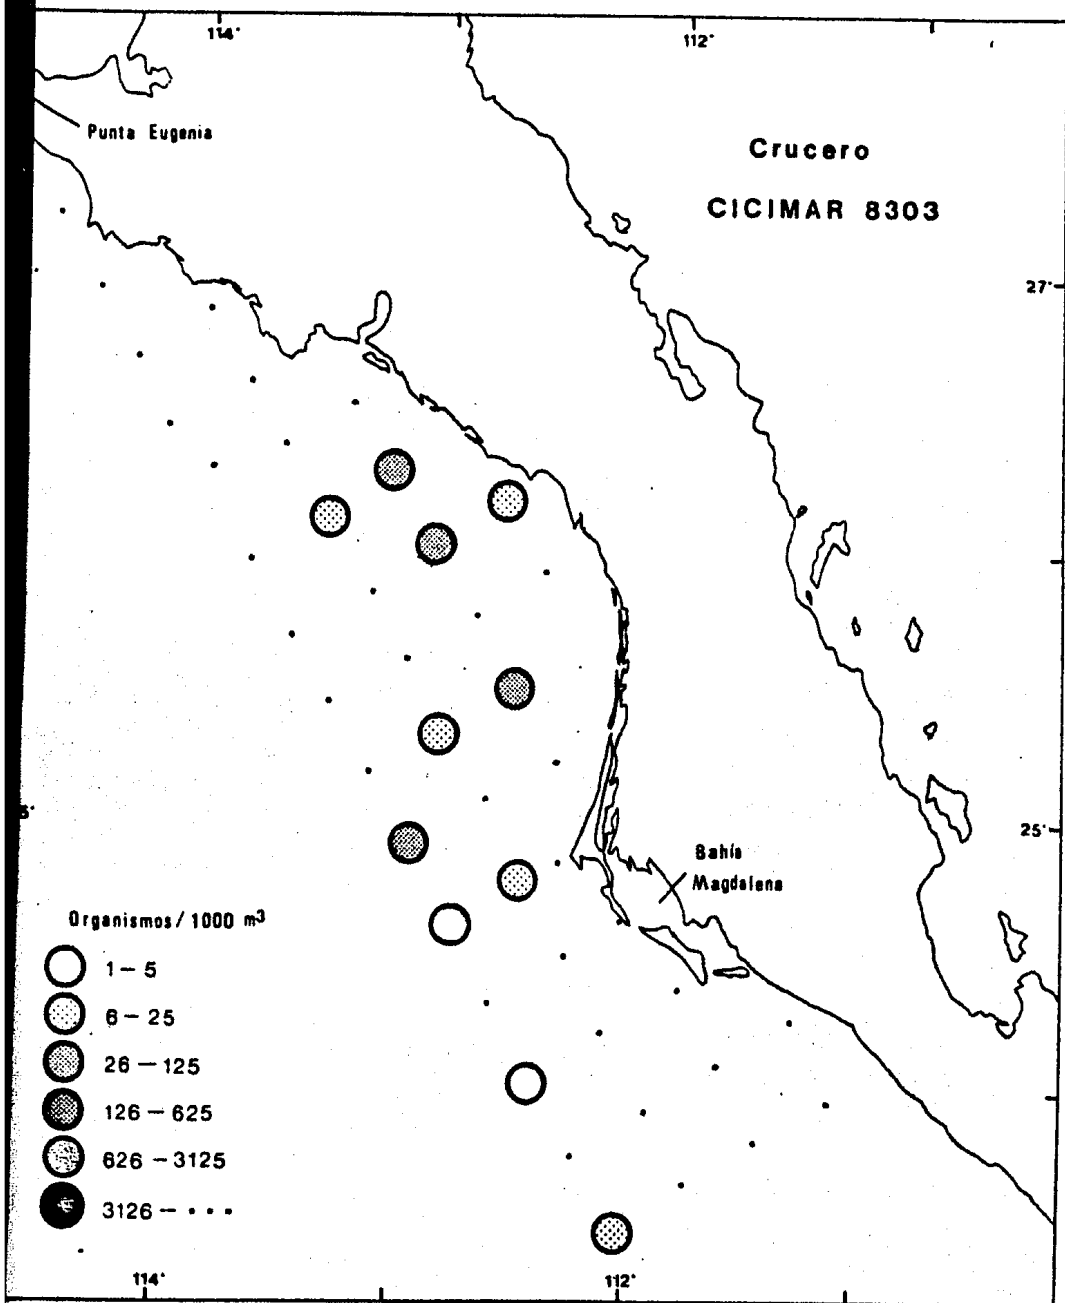 114°
112°
Punta Eugenia
Crucero
CICIMAR 8303
27°
25°
Bahía
Magdalena
Organismos/1000 m³
1–5
6–25
26–125
126–625
626–3125
3126–...
114°
112°